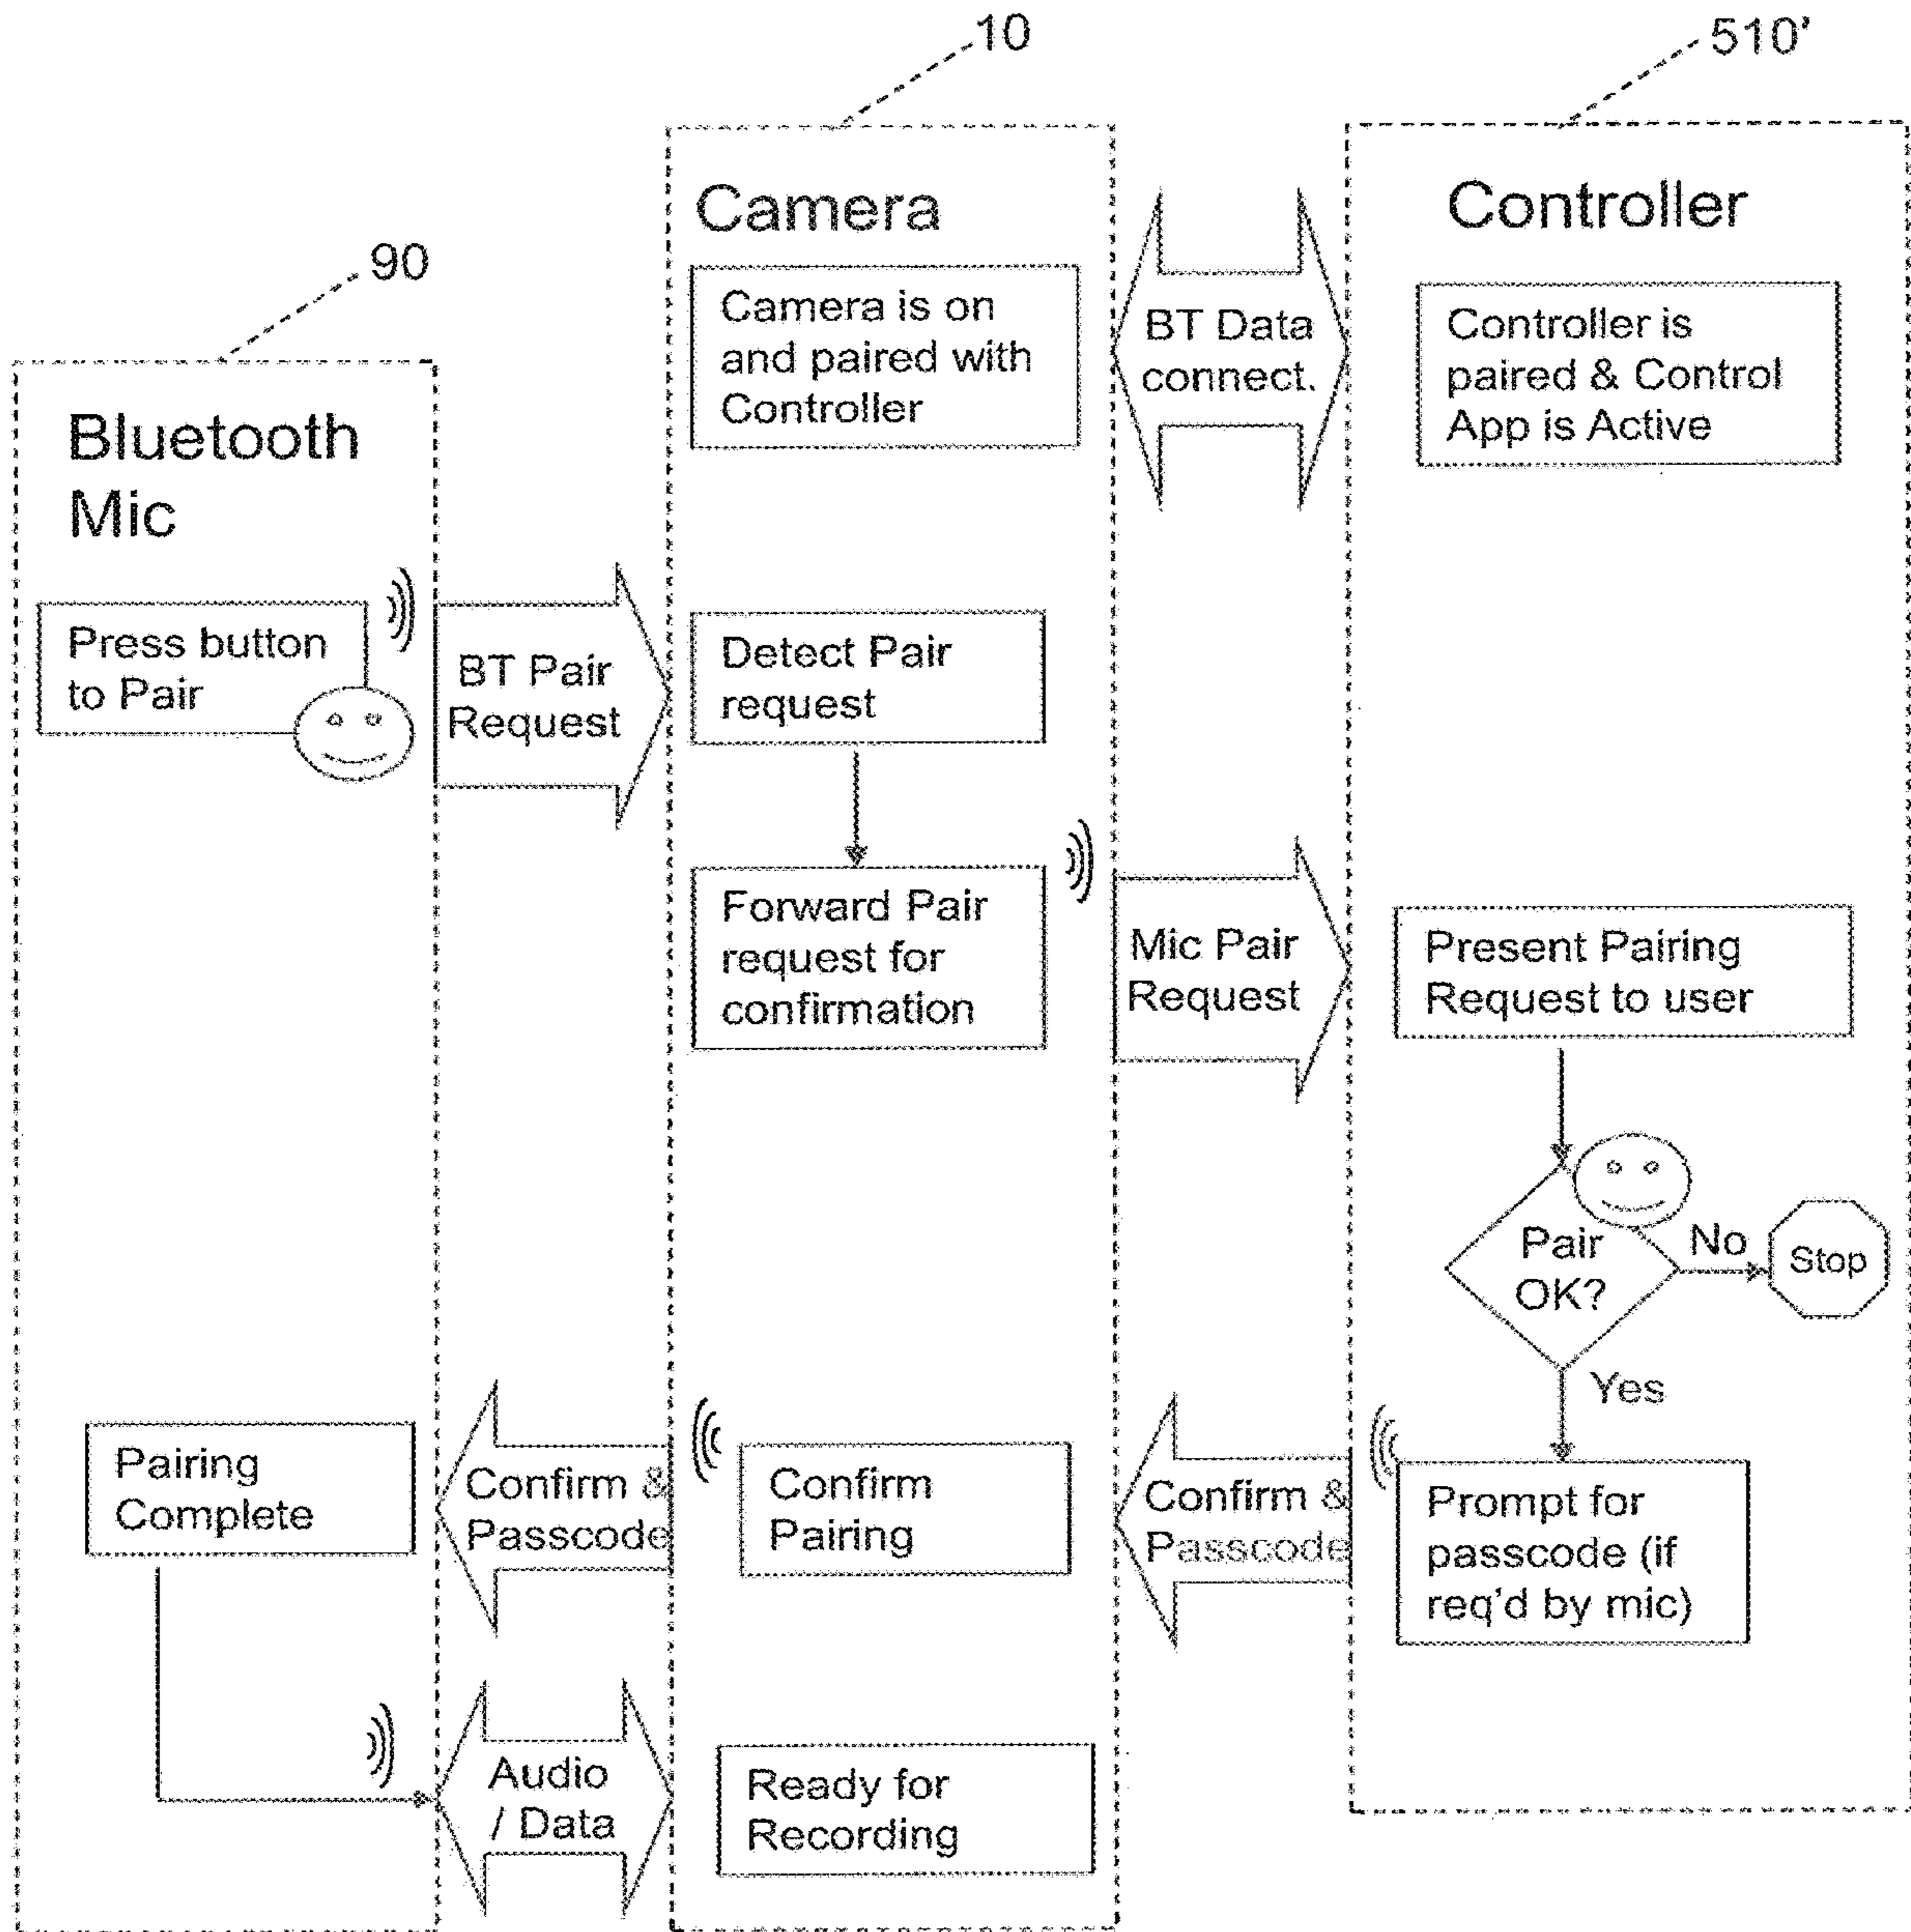 10
510'
90
Camera
Controller
Bluetooth
Mic
Camera is on
and paired with
Controller
BT Data
connect.
Controller is
paired & Control
App is Active
Press button
to Pair
BT Pair
Request
Detect Pair
request
Forward Pair
request for
confirmation
Mic Pair
Request
Present Pairing
Request to user
Pair
OK?
No
Stop
Yes
Prompt for
passcode (if
req'd by mic)
Confirm &
Passcode
Confirm
Pairing
Confirm &
Passcode
Pairing
Complete
Audio
/ Data
Ready for
Recording